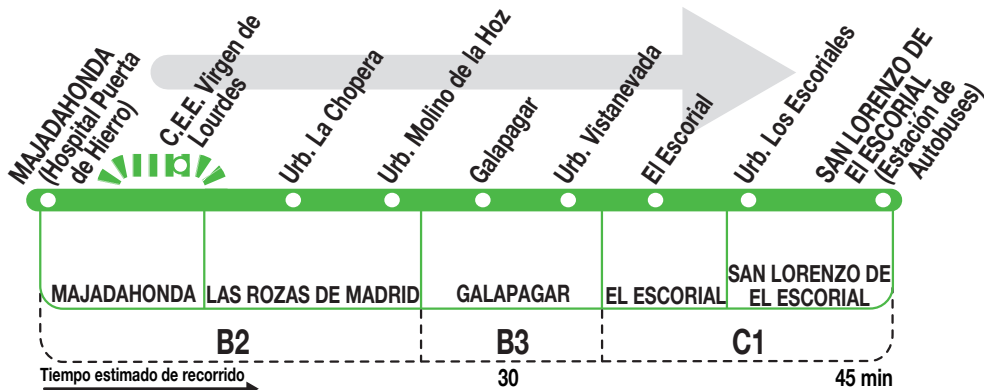 MAJADAHONDA
(Hospital Puerta
de Hierro)
C.E.E. Virgen de
Lourdes
Urb. La Chopera
Urb. Molino de la Hoz
Galapagar
Urb. Vistanevada
El Escorial
Urb. Los Escoriales
SAN LORENZO DE
El ESCORIAL
(Estación de
Autobuses)
MAJADAHONDA
LAS ROZAS DE MADRID
GALAPAGAR
EL ESCORIAL
SAN LORENZO DE
EL ESCORIAL
B2
B3
C1
Tiempo estimado de recorrido
30
45 min